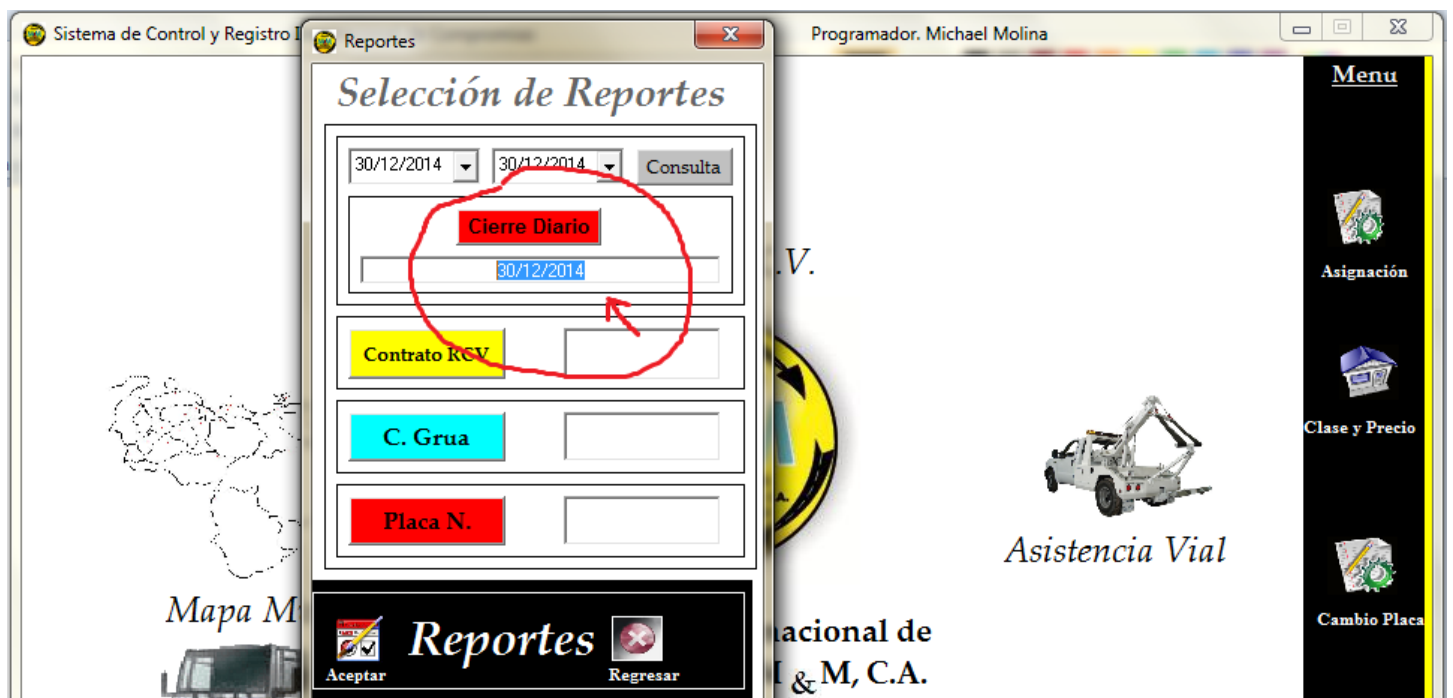 Sistema de Control y Registro
Reportes
Programador. Michael Molina
Selección de Reportes
30/12/2014
30/12/2014
Consulta
Cierre Diario
30/12/2014
Contrato RCV
C. Grua
Placa N.
Reportes
Aceptar
Regresar
.V.
Asistencia Vial
Mapa M
nacional de
& M, C.A.
Menu
Asignación
Clase y Precio
Cambio Placa